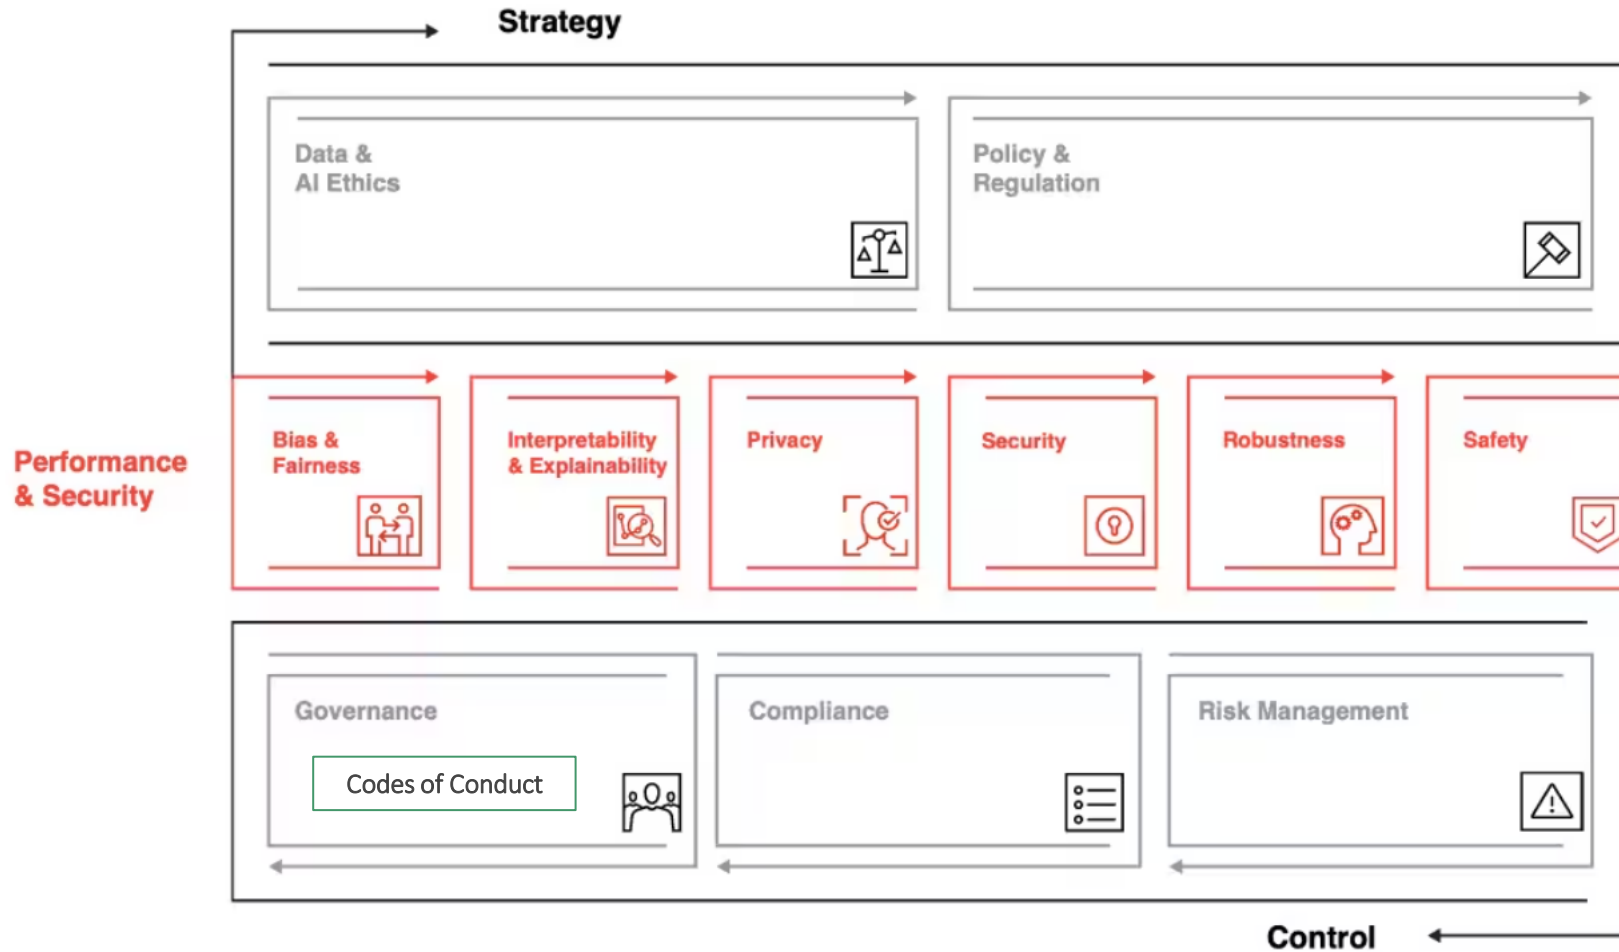 Strategy
Data &
AI Ethics
Policy &
Regulation
Performance
& Security
Bias &
Fairness
Interpretability
& Explainability
Privacy
Security
Robustness
Safety
Governance
Codes of Conduct
Compliance
Risk Management
Control